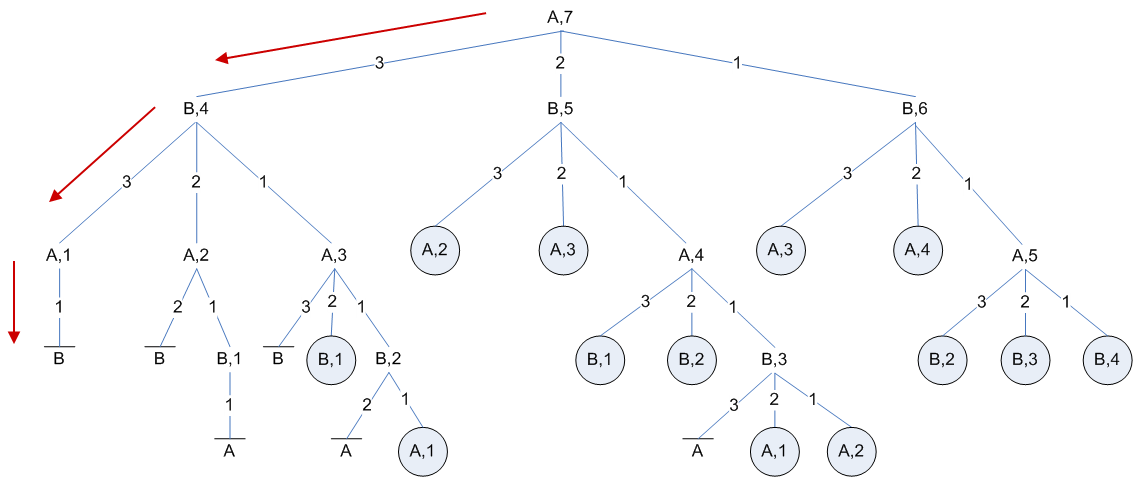 A,7
3 2 1
B,4 B,5 B,6
3 2 1 3 2 1 3 2 1
A,1 A,2 A,3 A,2 A,3 A,4 A,3 A,4 A,5
1 2 1 3 2 1 3 2 1 3 2 1
B B B,1 B B,1 B,2 B,1 B,2 B,3 B,2 B,3 B,4
1 2 1 3 2 1
A A A,1 A A,1 A,2